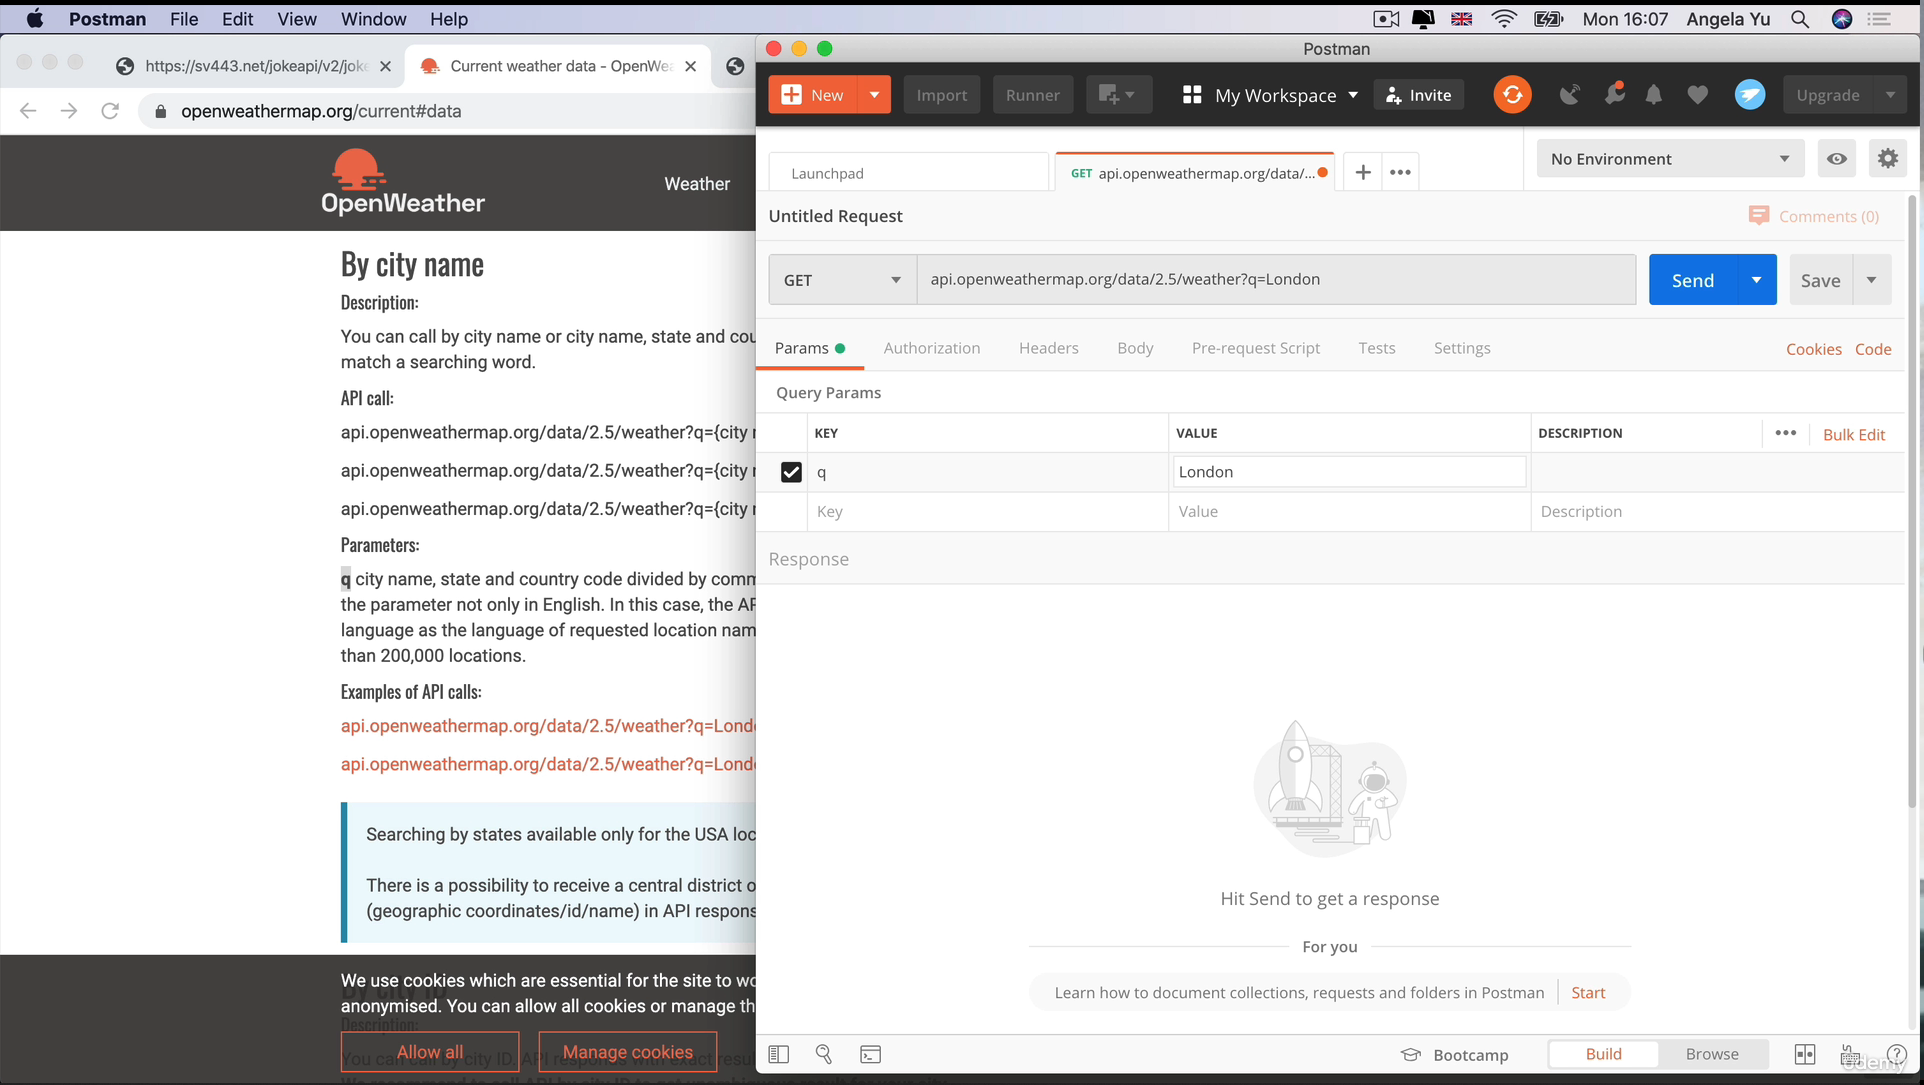 Postman File Edit View Window Help Mon 16:07 Angela Yu
Postman
https://sv443.net/jokeapi/v2/joke Current weather data - OpenWea
openweathermap.org/current#data
New Import Runner My Workspace Invite Upgrade
OpenWeather
Weather
Launchpad GET api.openweathermap.org/data/... No Environment
Untitled Request Comments (0)
GET api.openweathermap.org/data/2.5/weather?q=London Send Save
Params Authorization Headers Body Pre-request Script Tests Settings Cookies Code
Query Params
KEY VALUE DESCRIPTION Bulk Edit
q London
Key Value Description
Response
Hit Send to get a response
For you
Learn how to document collections, requests and folders in Postman Start
Bootcamp Build Browse
By city name
Description:
You can call by city name or city name, state and cou
match a searching word.
API call:
api.openweathermap.org/data/2.5/weather?q={city n
api.openweathermap.org/data/2.5/weather?q={city n
api.openweathermap.org/data/2.5/weather?q={city n
Parameters:
q city name, state and country code divided by comm
the parameter not only in English. In this case, the AP
language as the language of requested location nam
than 200,000 locations.
Examples of API calls:
api.openweathermap.org/data/2.5/weather?q=Lond
api.openweathermap.org/data/2.5/weather?q=Lond
Searching by states available only for the USA loc
There is a possibility to receive a central district o
(geographic coordinates/id/name) in API respons
We use cookies which are essential for the site to wo
anonymised. You can allow all cookies or manage th
By city ID
Description:
Allow all Manage cookies
You can call by city ID. API responds with exact resul
udemy